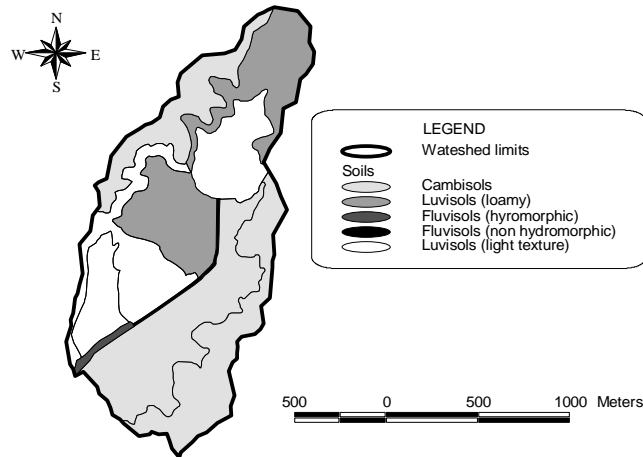 N
W E
S
LEGEND
Wateshed limits
Soils
Cambisols
Luvisols (loamy)
Fluvisols (hyromorphic)
Fluvisols (non hydromorphic)
Luvisols (light texture)
500 0 500 1000 Meters